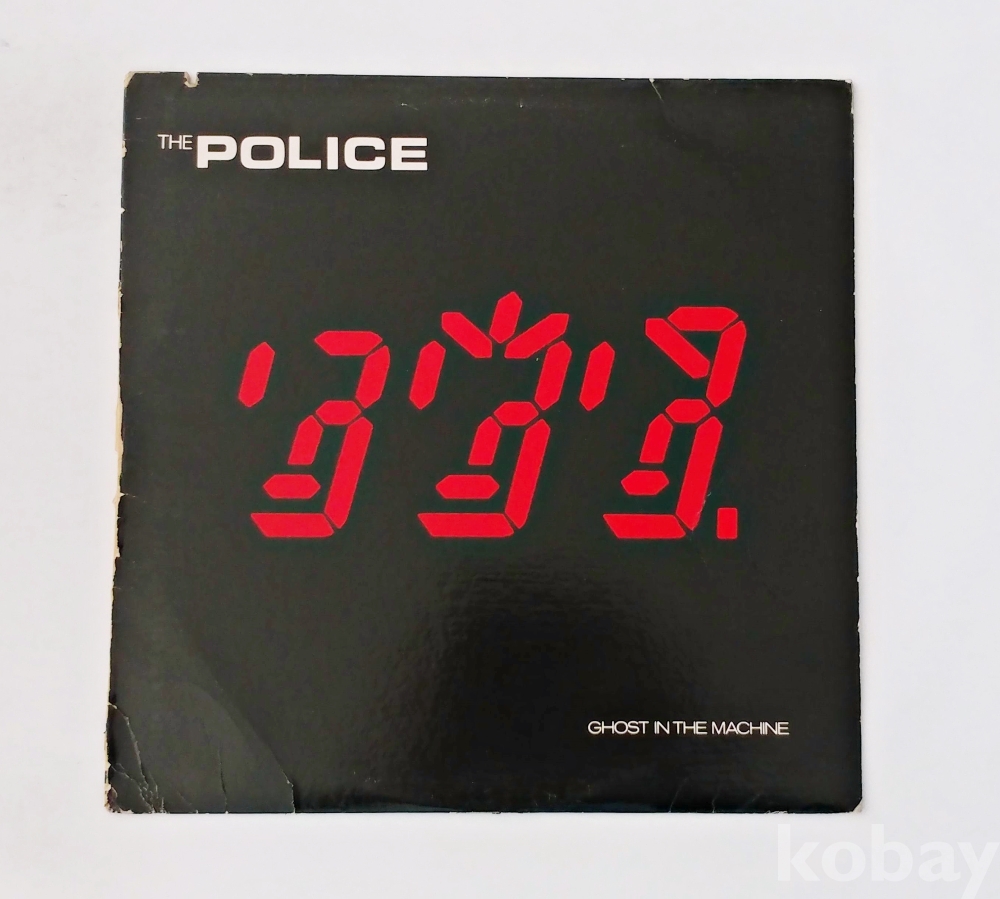 THE POLICE
GHOST IN THE MACHINE
kobay